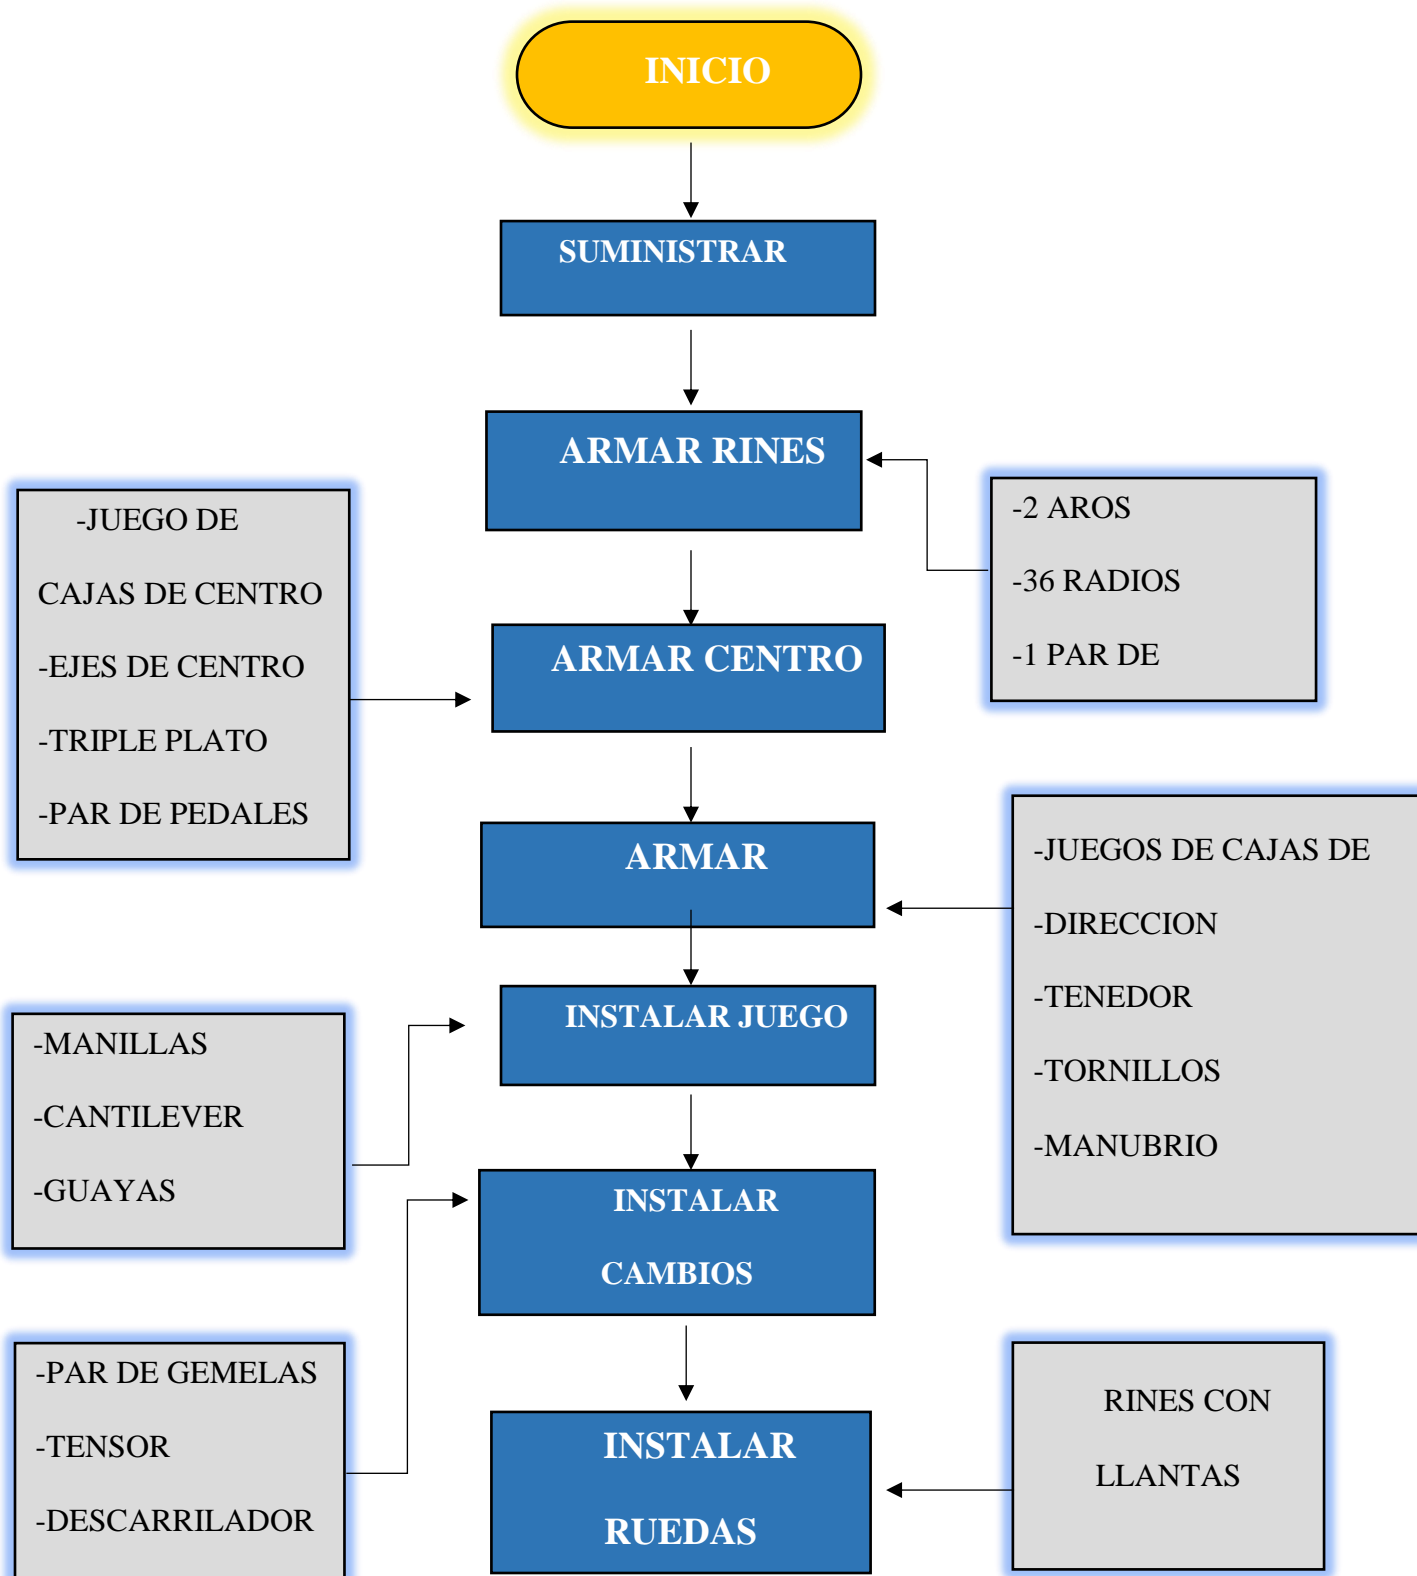 INICIO
SUMINISTRAR
ARMAR RINES
-2 AROS
-36 RADIOS
-1 PAR DE
-JUEGO DE
CAJAS DE CENTRO
-EJES DE CENTRO
-TRIPLE PLATO
-PAR DE PEDALES
ARMAR CENTRO
ARMAR
-JUEGOS DE CAJAS DE
-DIRECCION
-TENEDOR
-TORNILLOS
-MANUBRIO
INSTALAR JUEGO
-MANILLAS
-CANTILEVER
-GUAYAS
INSTALAR
CAMBIOS
-PAR DE GEMELAS
-TENSOR
-DESCARRILADOR
INSTALAR
RUEDAS
RINES CON
LLANTAS